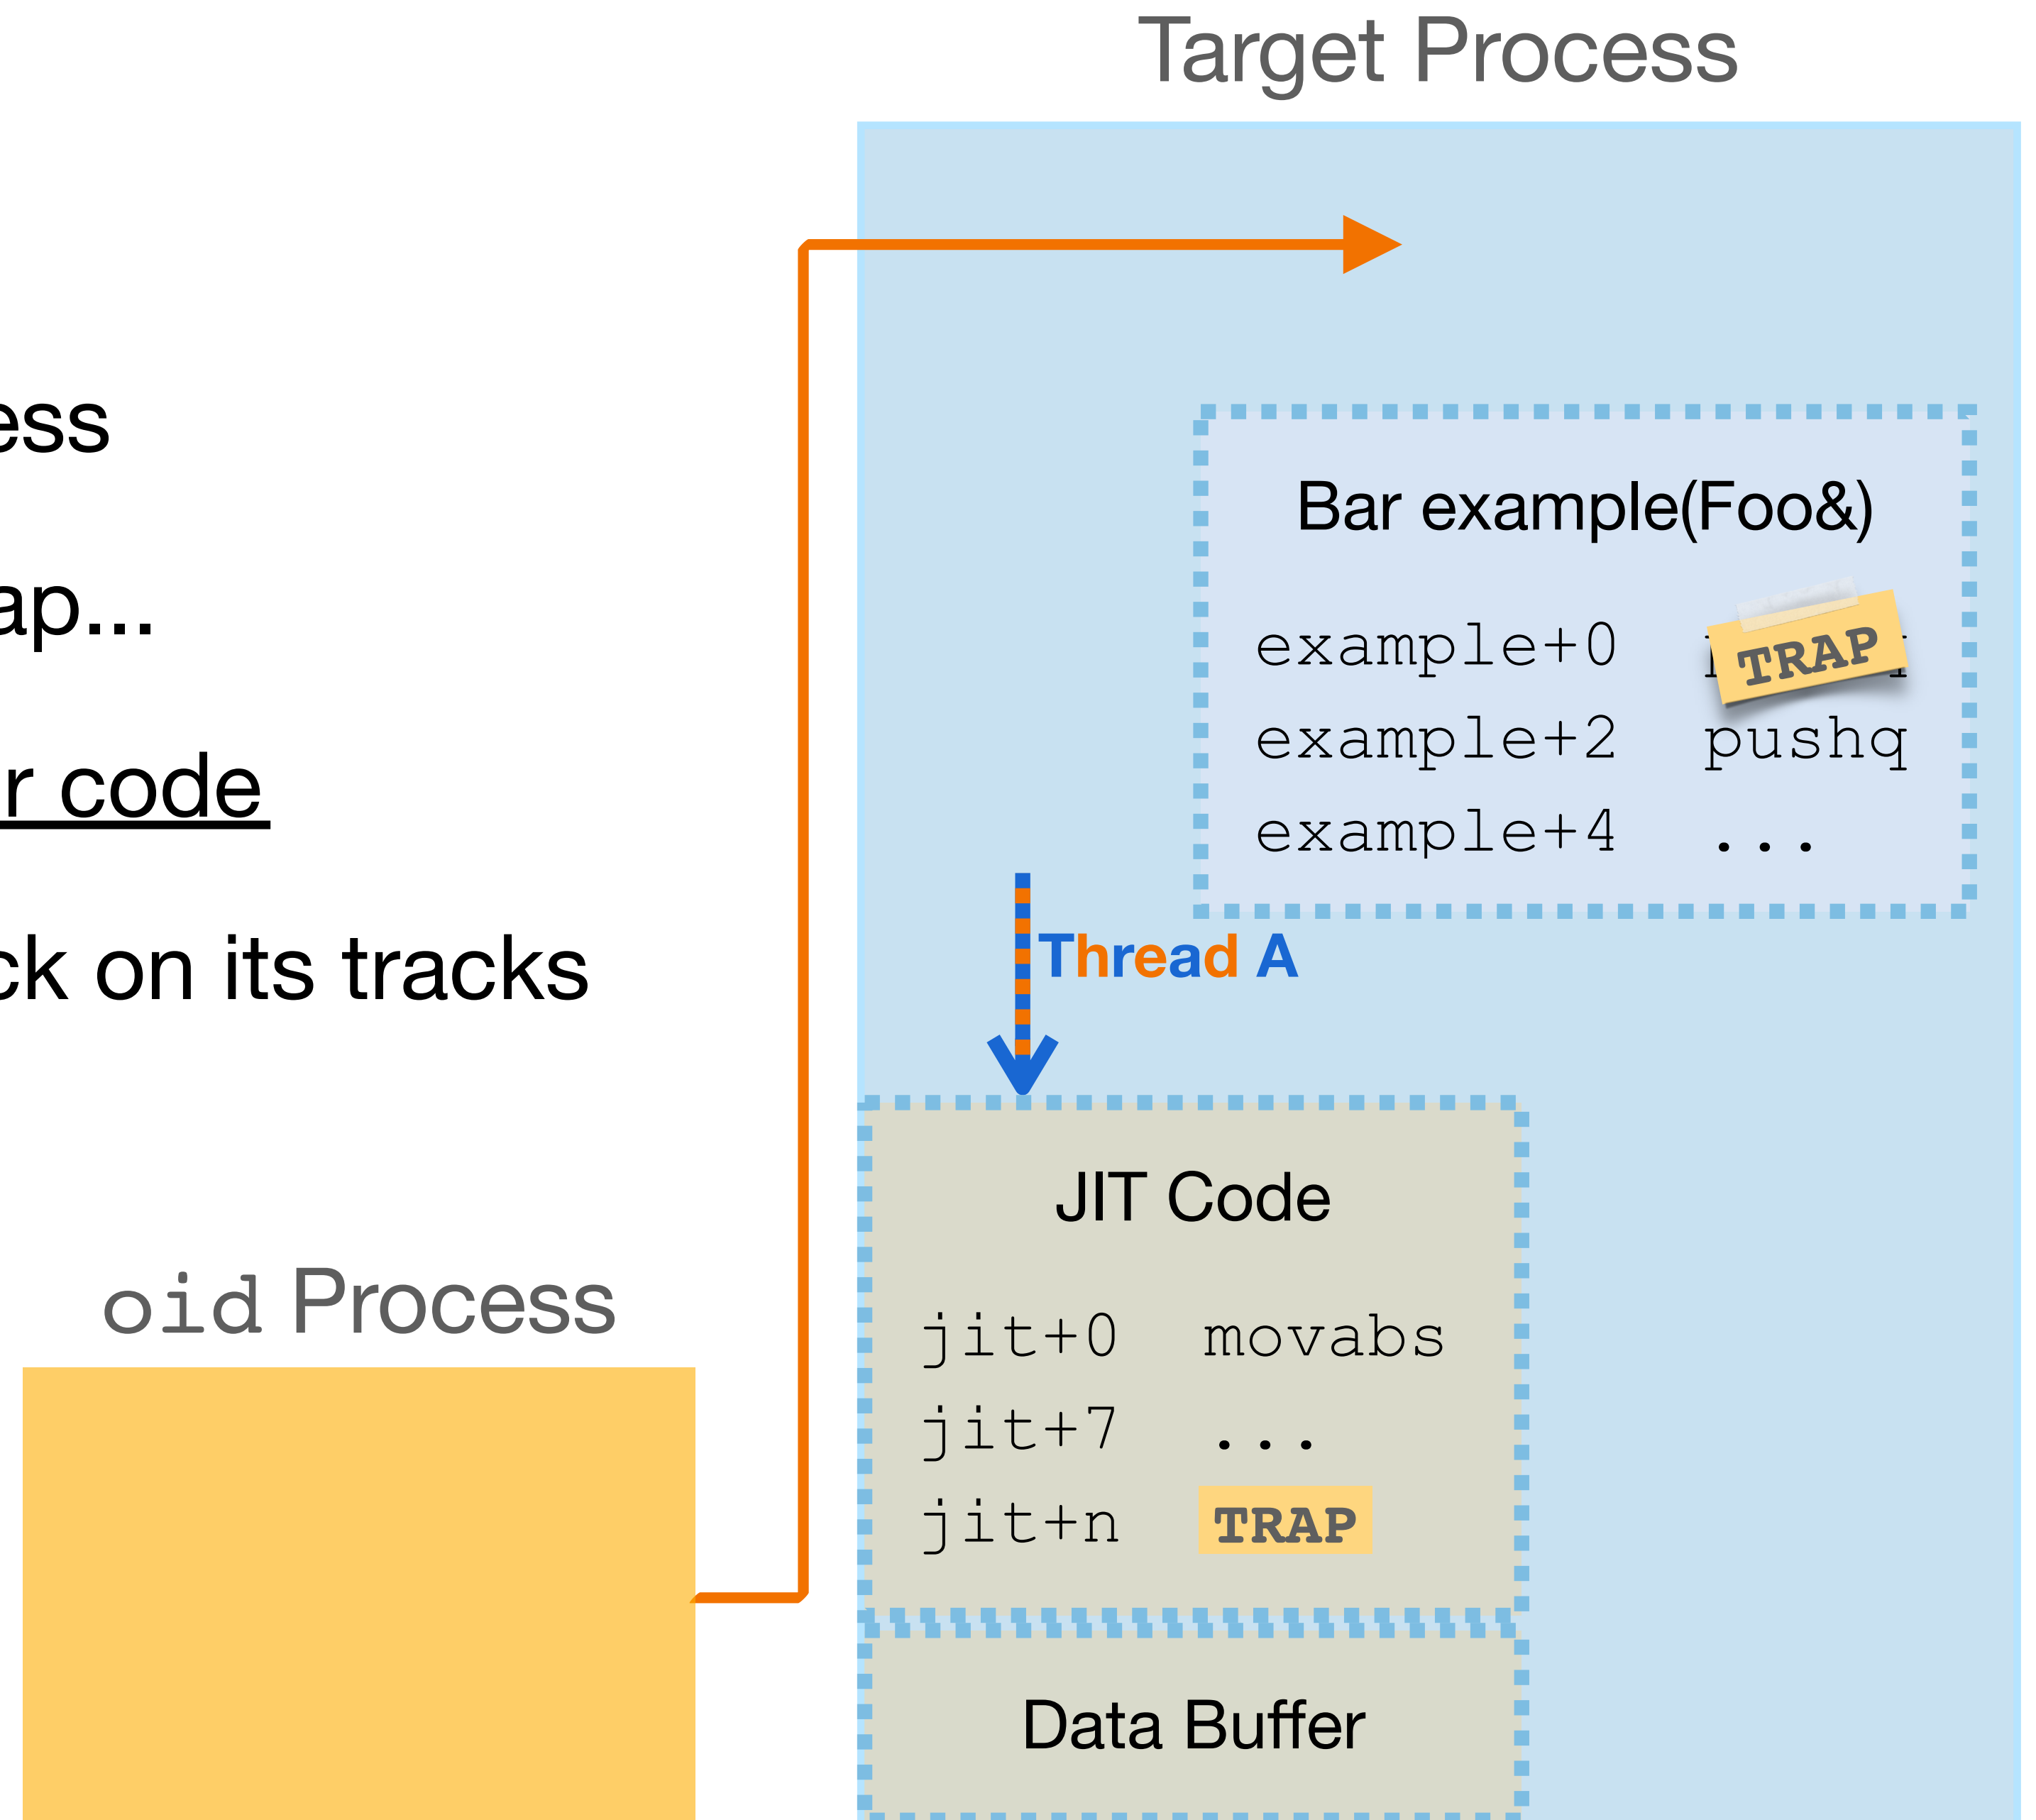 Target Process
ess
ap...
r code
ck on its tracks
Bar example(Foo&)
example+0 TRAP
example+2 pushq
example+4 ...
Thread A
JIT Code
jit+0 movabs
jit+7 ...
jit+n TRAP
oid Process
Data Buffer